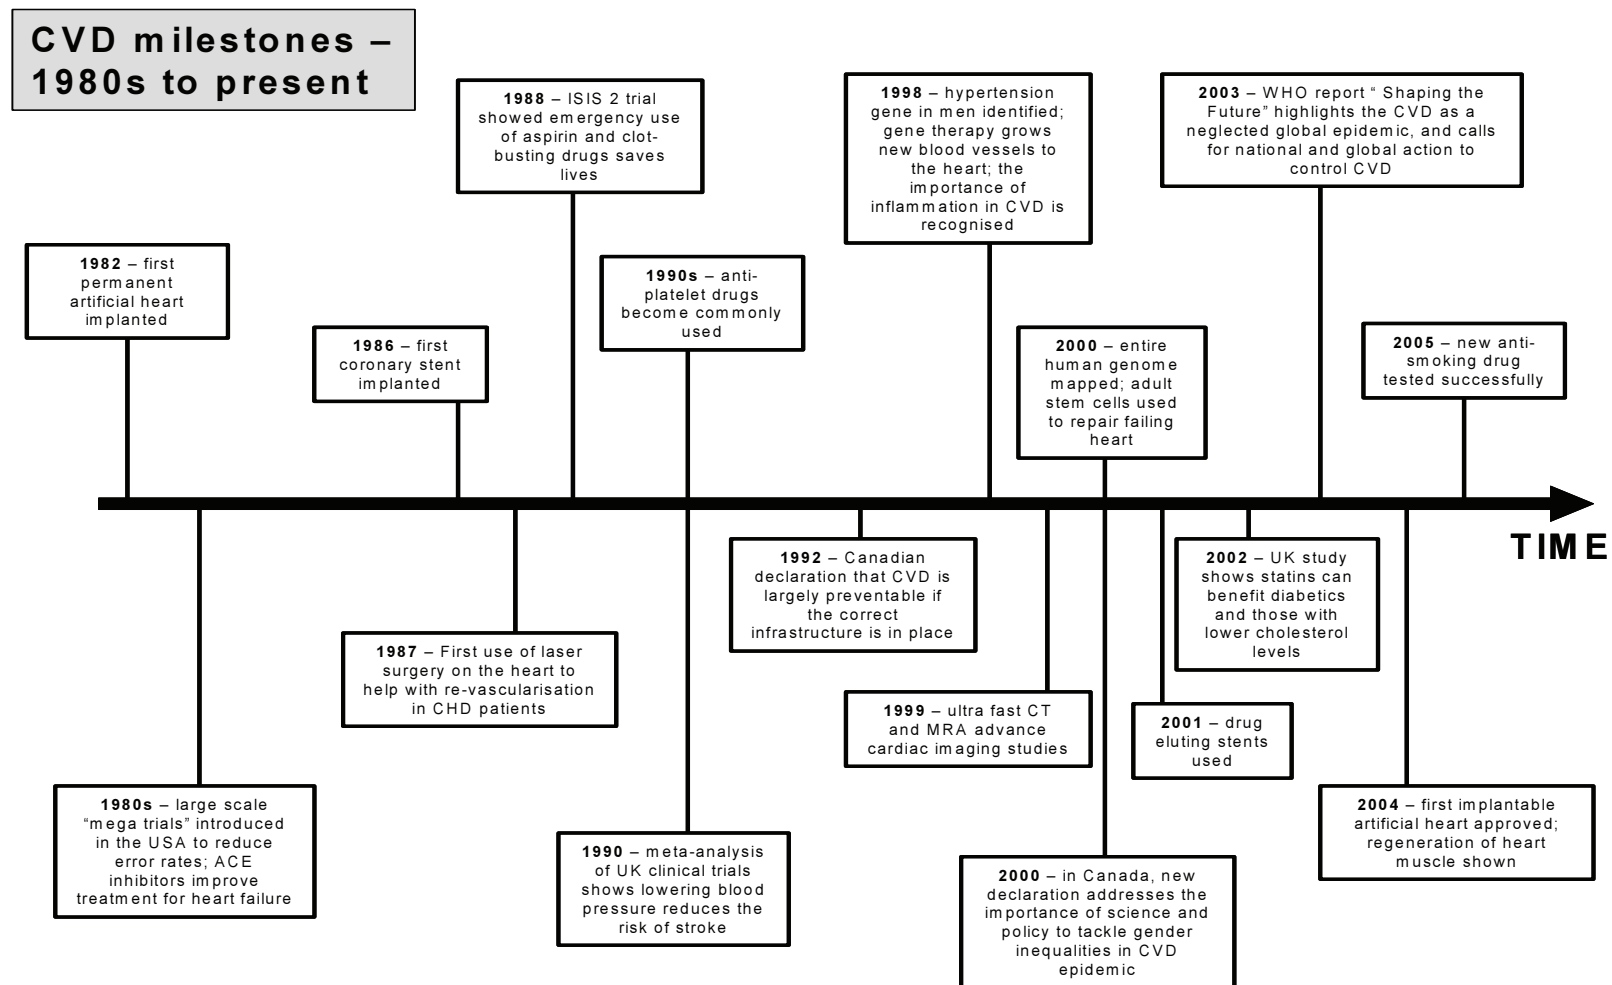 CVD milestones –
1980s to present
1988 – ISIS 2 trial
showed emergency use
of aspirin and clot-
busting drugs saves
lives
1998 – hypertension
gene in men identified;
gene therapy grows
new blood vessels to
the heart; the
importance of
inflammation in CVD is
recognised
2003 – WHO report “ Shaping the
Future” highlights the CVD as a
neglected global epidemic, and calls
for national and global action to
control CVD
1982 – first
permanent
artificial heart
implanted
1990s – anti-
platelet drugs
become commonly
used
1986 – first
coronary stent
implanted
2000 – entire
human genome
mapped; adult
stem cells used
to repair failing
heart
2005 – new anti-
smoking drug
tested successfully
TIME
1992 – Canadian
declaration that CVD is
largely preventable if
the correct
infrastructure is in place
2002 – UK study
shows statins can
benefit diabetics
and those with
lower cholesterol
levels
1987 – First use of laser
surgery on the heart to
help with re-vascularisation
in CHD patients
1999 – ultra fast CT
and MRA advance
cardiac imaging studies
2001 – drug
eluting stents
used
1980s – large scale
“mega trials” introduced
in the USA to reduce
error rates; ACE
inhibitors improve
treatment for heart failure
2004 – first implantable
artificial heart approved;
regeneration of heart
muscle shown
1990 – meta-analysis
of UK clinical trials
shows lowering blood
pressure reduces the
risk of stroke
2000 – in Canada, new
declaration addresses the
importance of science and
policy to tackle gender
inequalities in CVD
epidemic